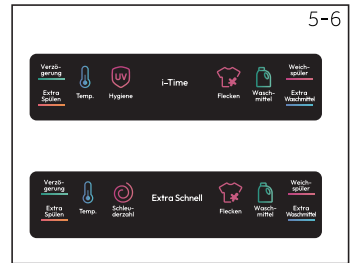 5-6
Verzö-
gerung
Extra
Spülen
Temp.
UV
Hygiene
i-Time
Flecken
Wasch-
mittel
Weich-
spüler
Extra
Waschmittel
Verzö-
gerung
Extra
Spülen
Temp.
Schleu-
derzahl
Extra Schnell
Flecken
Wasch-
mittel
Weich-
spüler
Extra
Waschmittel